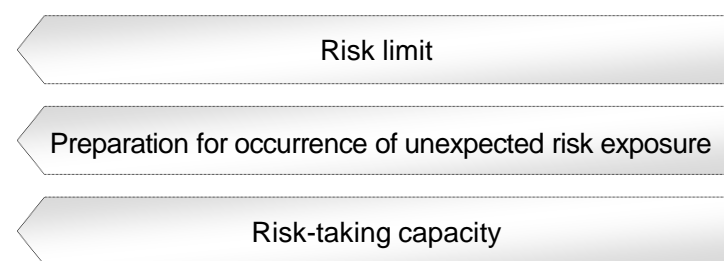 Risk limit
Preparation for occurrence of unexpected risk exposure
Risk-taking capacity